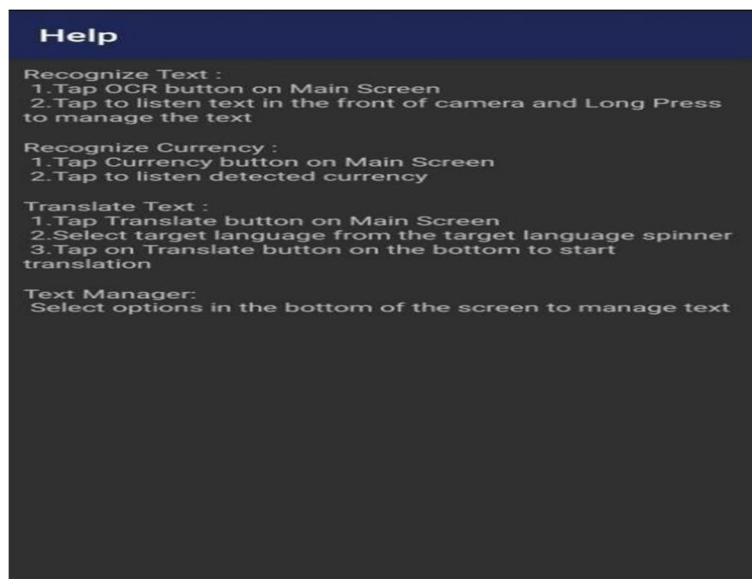 Help
Recognize Text :
1.Tap OCR button on Main Screen
2.Tap to listen text in the front of camera and Long Press
to manage the text
Recognize Currency :
1.Tap Currency button on Main Screen
2.Tap to listen detected currency
Translate Text :
1.Tap Translate button on Main Screen
2.Select target language from the target language spinner
3.Tap on Translate button on the bottom to start
translation
Text Manager:
Select options in the bottom of the screen to manage text